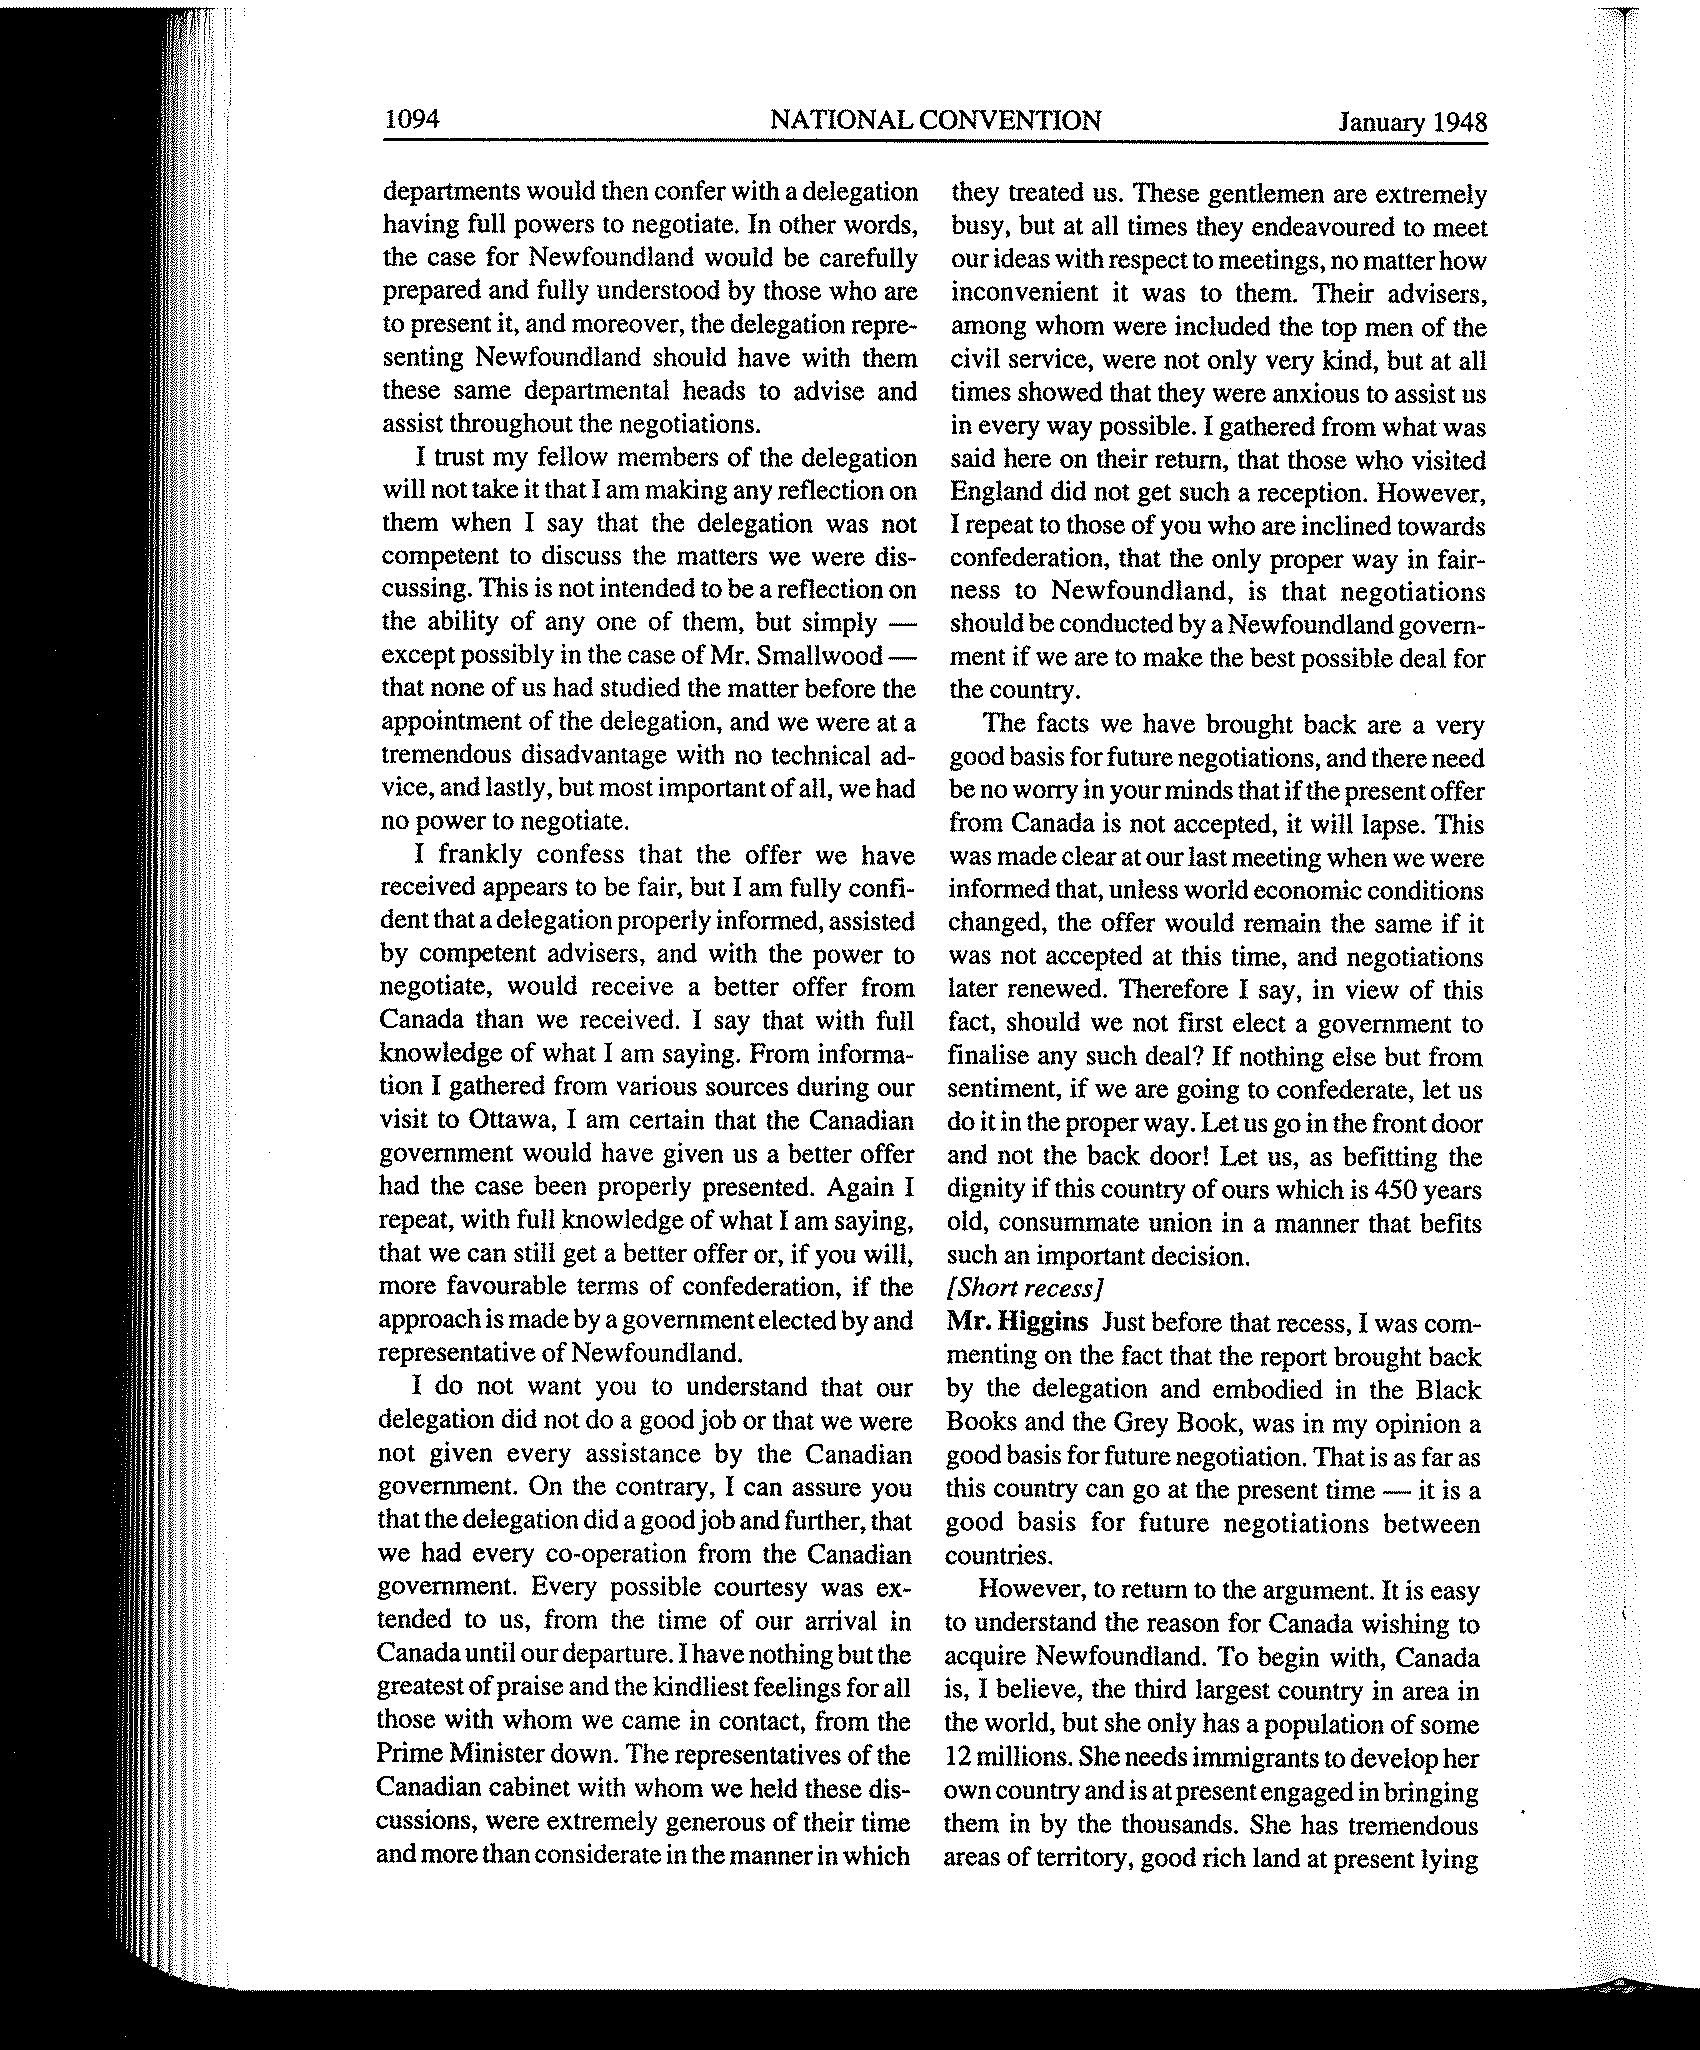 1094 NATIONAL CONVENTION January 1948
departments would then confer with a delegation
having full powers to negotiate. In other words,
the case for Newfoundland would be carefully
prepared and fully understood by those who are
to present it, and moreover, the delegation repre-
senting Newfoundland should have with them
these same departmental heads to advise and
assist throughout the negotiations.
I trust my fellow members of the delegation
will not take it that I am making any reflection on
them when I say that the delegation was not
competent to discuss the matters we were dis-
cussing. This is not intended to be a reflection on
the ability of any one of them, but simply —
except possibly in the case of Mr. Smallwood —
that none of us had studied the matter before the
appointment of the delegation, and we were at a
tremendous disadvantage with no technical ad-
vice, and lastly, but most important of all, we had
no power to negotiate.
I frankly confess that the offer we have
received appears to be fair, but I am fully confi-
dent that a delegation properly informed, assisted
by competent advisers, and with the power to
negotiate, would receive a better offer from
Canada than we received. I say that with full
knowledge of what I am saying. From informa-
tion I gathered from various sources during our
visit to Ottawa, I am certain that the Canadian
government would have given us a better offer
had the case been properly presented. Again I
repeat, with full knowledge of what I am saying,
that we can still get a better offer or, if you will,
more favourable terms of confederation, if the
approach is made by a government elected by and
representative of Newfoundland.
I do not want you to understand that our
delegation did not do a good job or that we were
not given every assistance by the Canadian
government. On the contrary, I can assure you
that the delegation did a good job and further, that
we had every co-operation from the Canadian
government. Every possible courtesy was ex-
tended to us, from the time of our arrival in
Canada until our departure. I have nothing but the
greatest of praise and the kindliest feelings for all
those with whom we came in contact, from the
Prime Minister down. The representatives of the
Canadian cabinet with whom we held these dis-
cussions, were extremely generous of their time
and more than considerate in the manner in which
they treated us. These gentlemen are extremely
busy, but at all times they endeavoured to meet
our ideas with respect to meetings, no matter how
inconvenient it was to them. Their advisers,
among whom were included the top men of the
civil service, were not only very kind, but at all
times showed that they were anxious to assist us
in every way possible. I gathered from what was
said here on their return, that those who visited
England did not get such a reception. However,
I repeat to those of you who are inclined towards
confederation, that the only proper way in fair-
ness to Newfoundland, is that negotiations
should be conducted by a Newfoundland govern-
ment if we are to make the best possible deal for
the country.
The facts we have brought back are a very
good basis for future negotiations, and there need
be no worry in your minds that if the present offer
from Canada is not accepted, it will lapse. This
was made clear at our last meeting when we were
informed that, unless world economic conditions
changed, the offer would remain the same if it
was not accepted at this time, and negotiations
later renewed. Therefore I say, in view of this
fact, should we not first elect a government to
finalise any such deal? If nothing else but from
sentiment, if we are going to confederate, let us
do it in the proper way. Let us go in the front door
and not the back door! Let us, as befitting the
dignity if this country of ours which is 450 years
old, consummate union in a manner that befits
such an important decision.
[Short recess]
Mr. Higgins Just before that recess, I was com-
menting on the fact that the report brought back
by the delegation and embodied in the Black
Books and the Grey Book, was in my opinion a
good basis for future negotiation. That is as far as
this country can go at the present time — it is a
good basis for future negotiations between
countries.
However, to return to the argument. It is easy
to understand the reason for Canada wishing to
acquire Newfoundland. To begin with, Canada
is, I believe, the third largest country in area in
the world, but she only has a population of some
12 millions. She needs immigrants to develop her
own country and is at present engaged in bringing
them in by the thousands. She has tremendous
areas of territory, good rich land at present lying